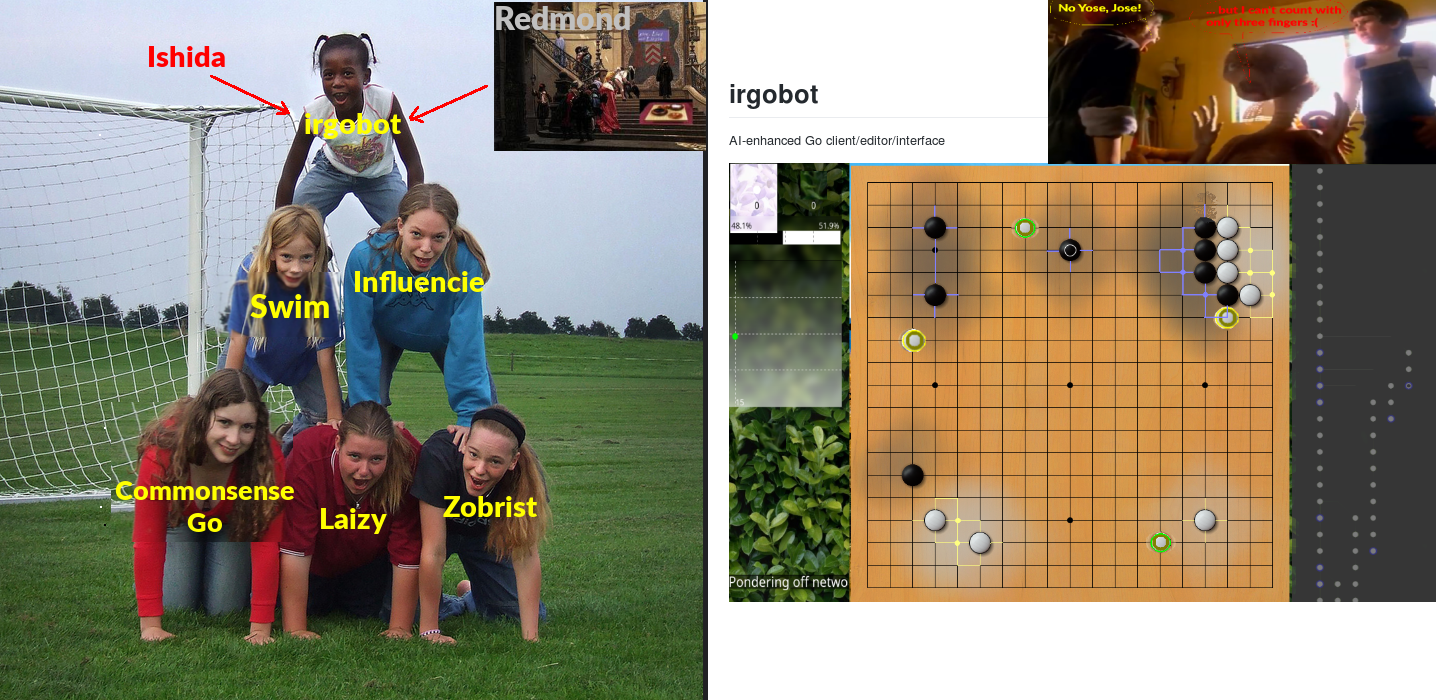 Redmond
Ishida
irgobot
Swim
Influencie
Commonsense
Go
Laizy
Zobrist
No Yose, Jose!
... but I can't count with
only three fingers :(
irgobot
AI-enhanced Go client/editor/interface
0
0
48.1%
51.9%
15
Pondering off netwo